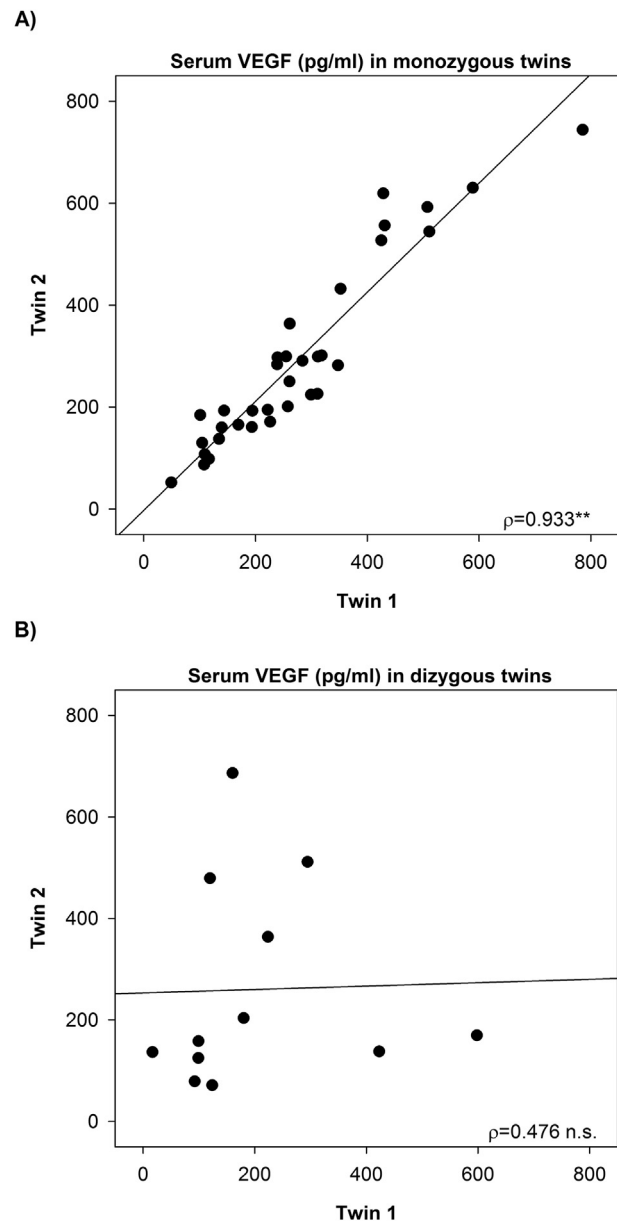 A)
Serum VEGF (pg/ml) in monozygous twins
800
600
400
200
0
Twin 2
ρ=0.933**
0 200 400 600 800
Twin 1
B)
Serum VEGF (pg/ml) in dizygous twins
800
600
400
200
0
Twin 2
ρ=0.476 n.s.
0 200 400 600 800
Twin 1